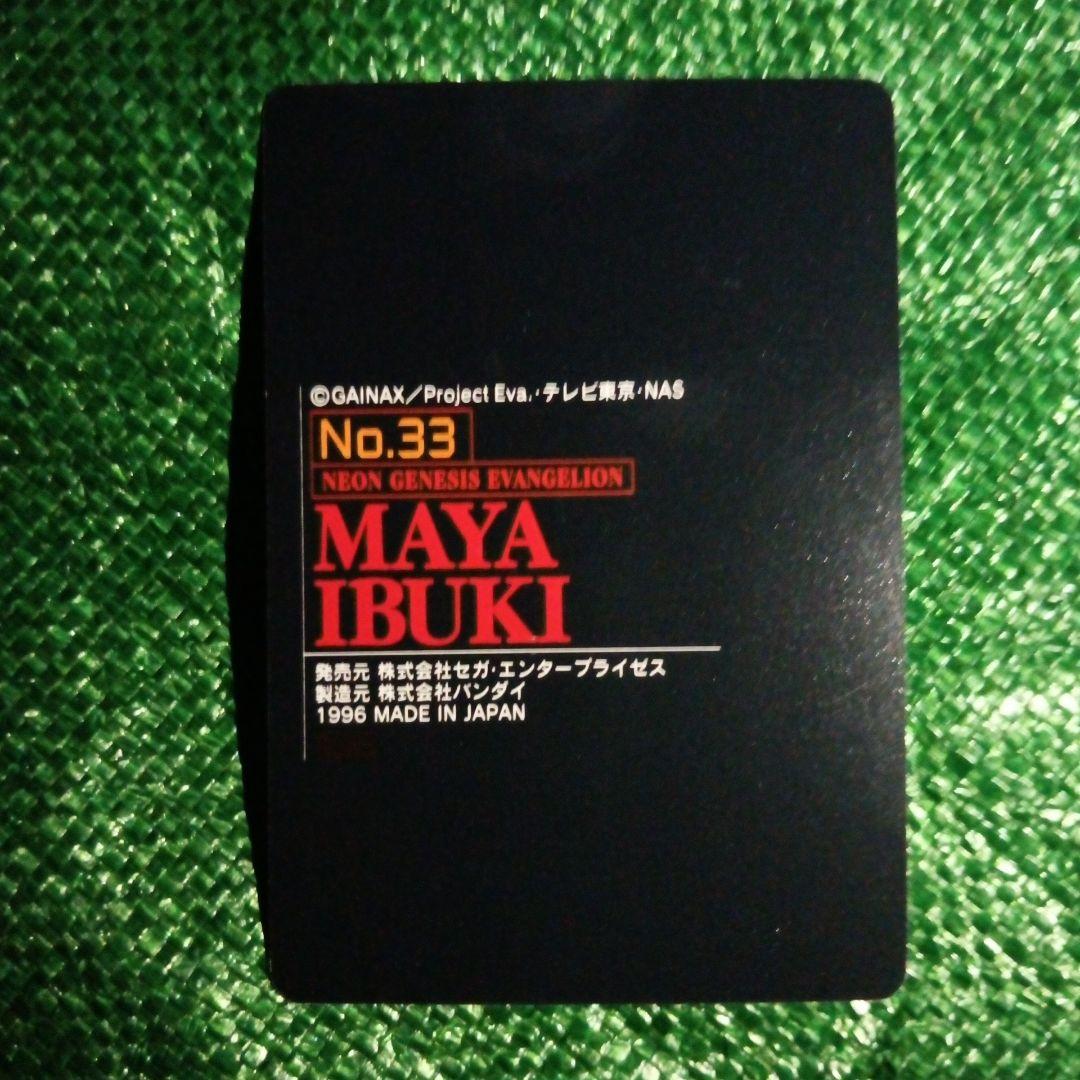 ©GAINAX／Project Eva.・テレビ東京・NAS
No.33
NEON GENESIS EVANGELION
MAYA
IBUKI
発売元 株式会社セガ・エンタープライゼス
製造元 株式会社バンダイ
1996 MADE IN JAPAN